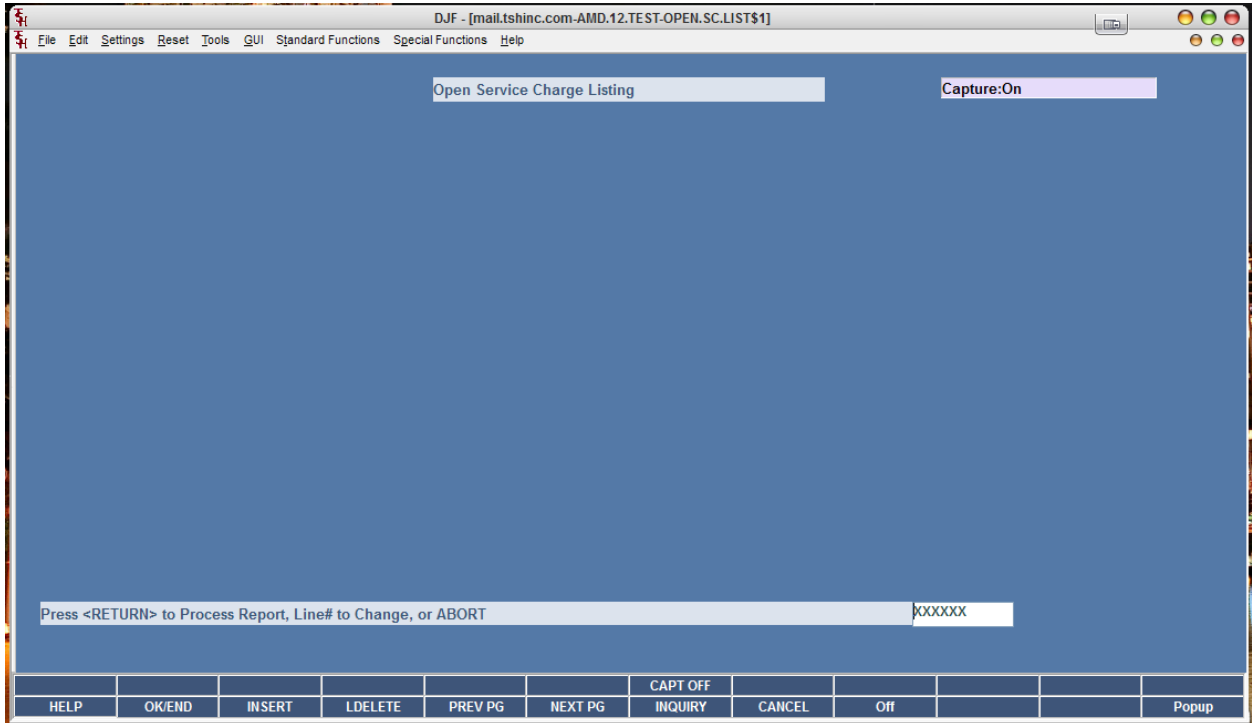 DJF - [mail.tshinc.com-AMD.12.TEST-OPEN.SC.LIST$1]
File Edit Settings Reset Tools GUI Standard Functions Special Functions Help
Open Service Charge Listing Capture:On
Press <RETURN> to Process Report, Line# to Change, or ABORT XXXXXX
CAPT OFF
HELP OK/END INSERT LDELETE PREV PG NEXT PG INQUIRY CANCEL Off Popup